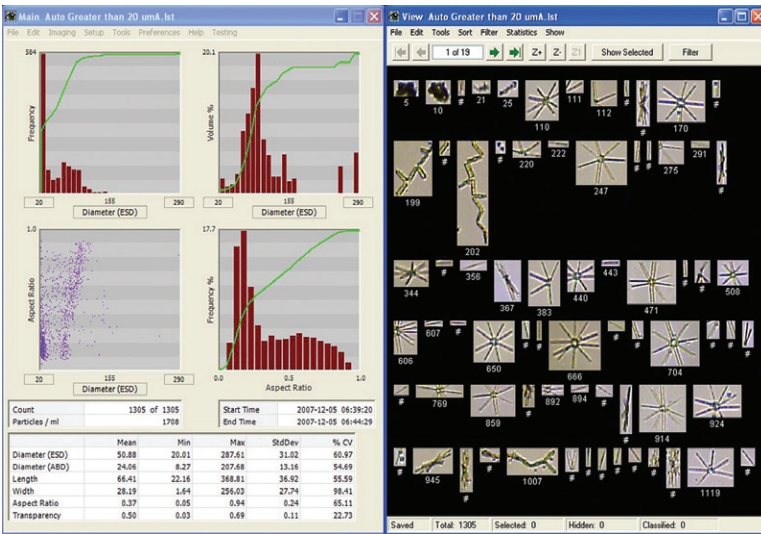 Main Auto Greater than 20 umA.lst
File Edit Imaging Setup Tools Preferences Help Testing
584
Frequency
20 155 290
Diameter (ESD)
20.1
Volume %
20 155 290
Diameter (ESD)
1.0
Aspect Ratio
20 155 290
Diameter (ESD)
17.7
Frequency %
0.0 0.5 1.0
Aspect Ratio
Count 1305 of 1305
Particles / ml 1708
Start Time 2007-12-05 06:39:20
End Time 2007-12-05 06:44:29
Mean Min Max StdDev % CV
Diameter (ESD) 50.88 20.01 287.61 31.02 60.97
Diameter (ABD) 24.06 8.27 207.68 13.16 54.69
Length 66.41 22.16 368.81 36.92 55.59
Width 28.19 1.64 256.03 27.74 98.41
Aspect Ratio 0.37 0.05 0.94 0.24 65.11
Transparency 0.50 0.03 0.69 0.11 22.73
View Auto Greater than 20 umA.lst
File Edit Tools Sort Filter Statistics Show
1 of 19 Z+ Z- Z1 Show Selected Filter
5 10 # 21 25 110 111 112 # # 170 #
199 # 202 # 220 222 247 # # 275 291 #
344 # 356 367 383 440 443 471 # # 508
606 607 # 650 # # 666 # # 704 # # #
# 769 859 # 892 894 # # 914 924
# 945 # # 1007 # # # # # # # 1119 #
Saved Total: 1305 Selected: 0 Hidden: 0 Classified: 0